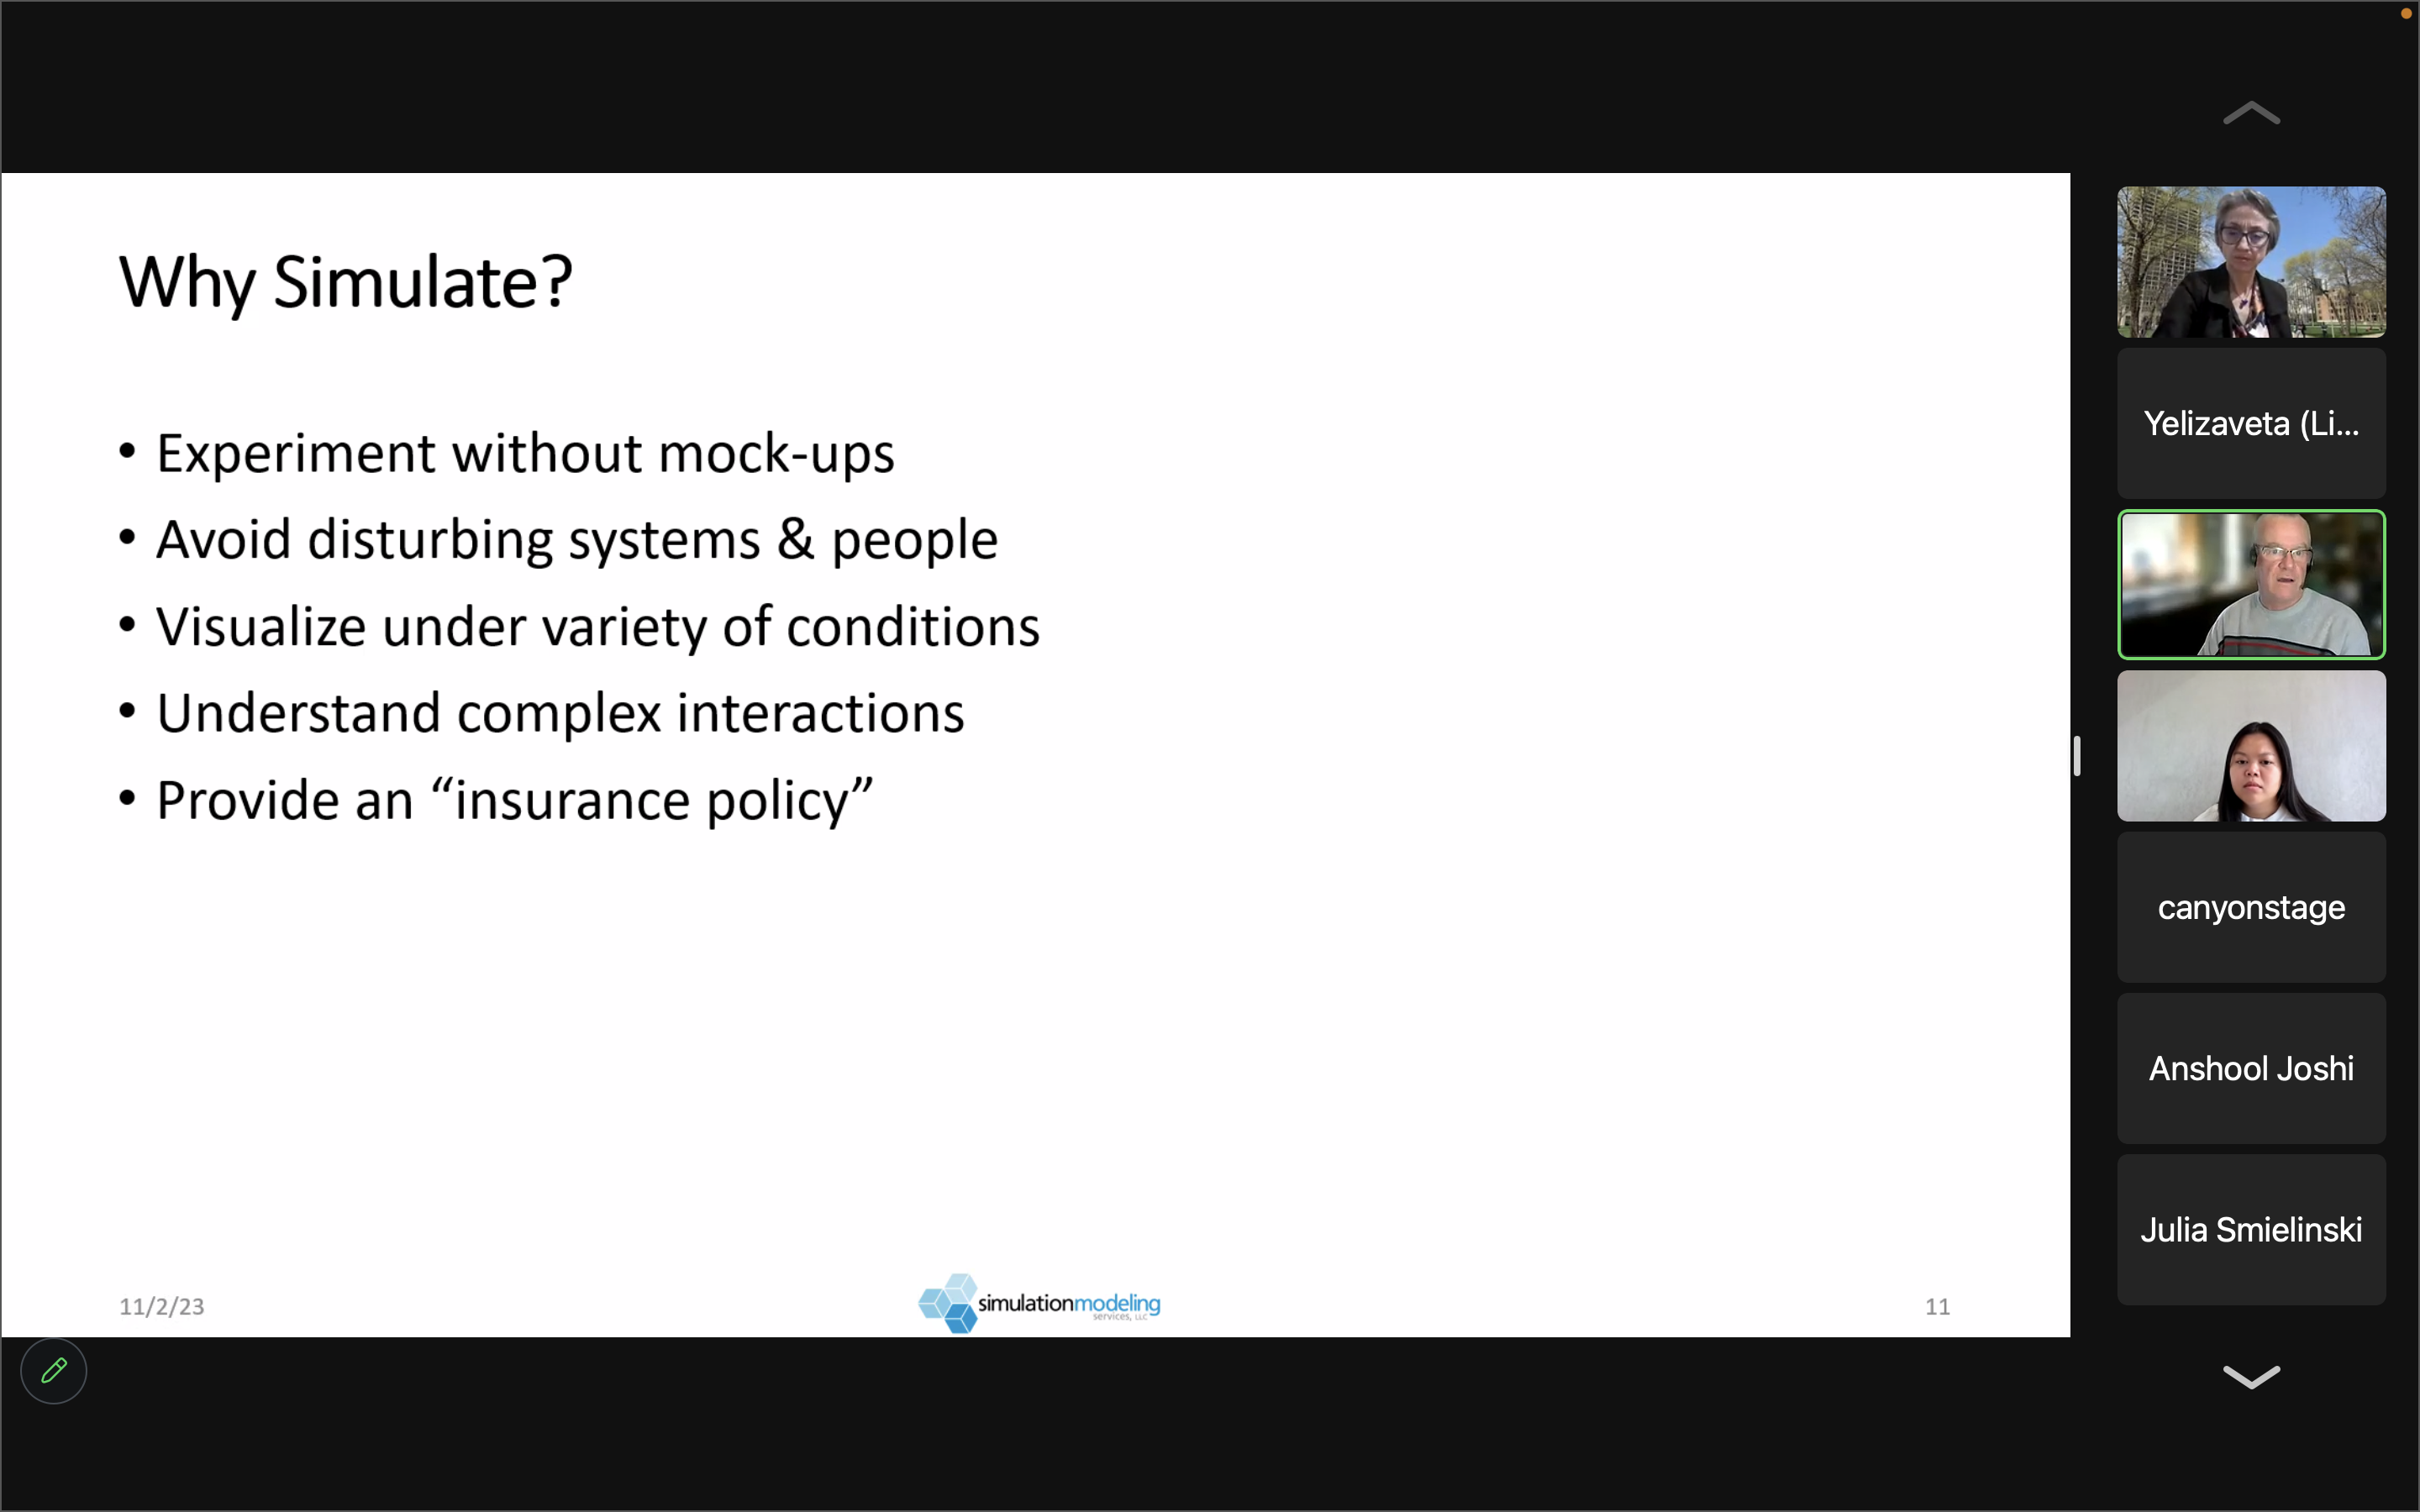 Why Simulate?
• Experiment without mock-ups
• Avoid disturbing systems & people
• Visualize under variety of conditions
• Understand complex interactions
• Provide an “insurance policy”
11/2/23
simulationmodeling
services, LLC
11
Yelizaveta (Li...
canyonstage
Anshool Joshi
Julia Smielinski